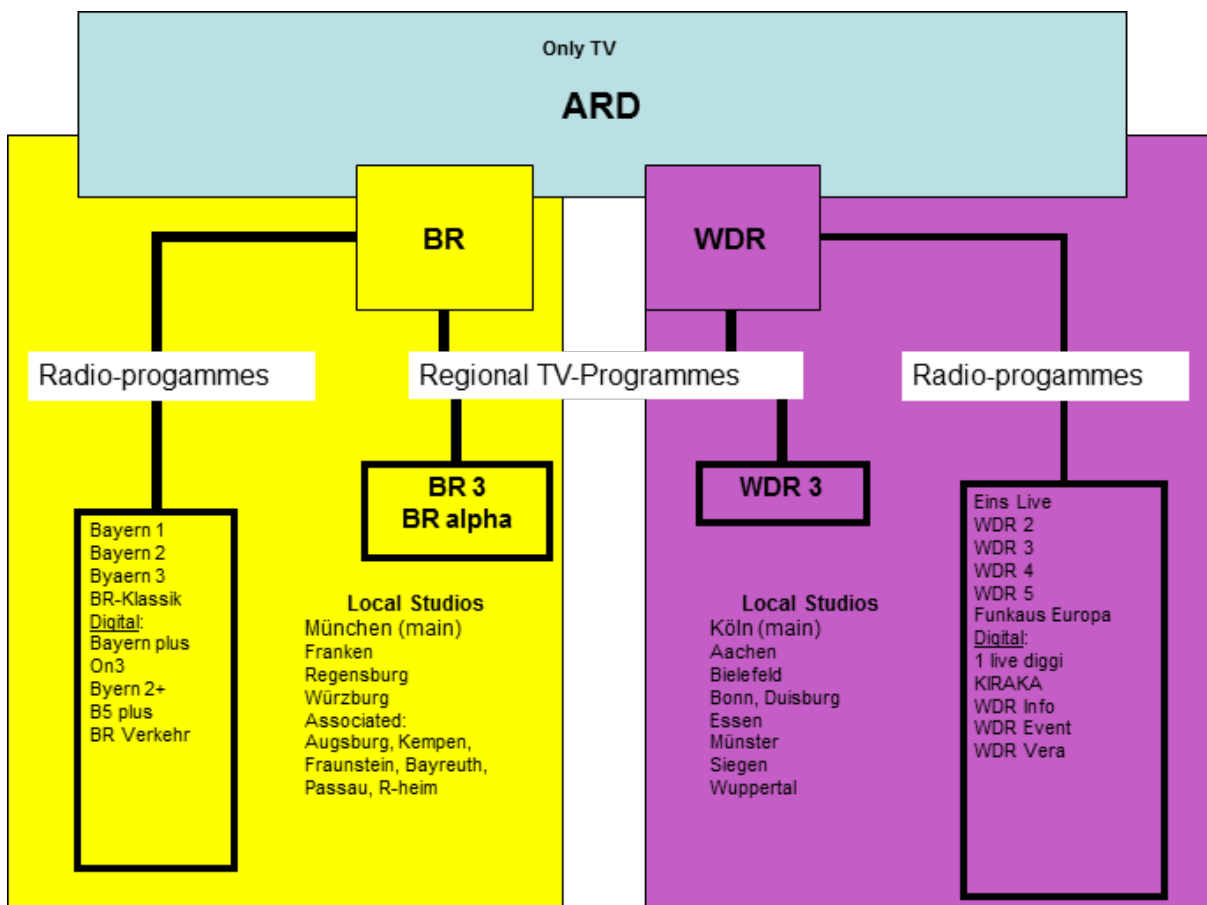 Only TV
ARD
BR
WDR
Radio-progammes
Regional TV-Programmes
Radio-progammes
Bayern 1
Bayern 2
Byaern 3
BR-Klassik
Digital:
Bayern plus
On3
Byern 2+
B5 plus
BR Verkehr
BR 3
BR alpha
Local Studios
München (main)
Franken
Regensburg
Würzburg
Associated:
Augsburg, Kempen,
Fraunstein, Bayreuth,
Passau, R-heim
WDR 3
Local Studios
Köln (main)
Aachen
Bielefeld
Bonn, Duisburg
Essen
Münster
Siegen
Wuppertal
Eins Live
WDR 2
WDR 3
WDR 4
WDR 5
Funkaus Europa
Digital:
1 live diggi
KIRAKA
WDR Info
WDR Event
WDR Vera